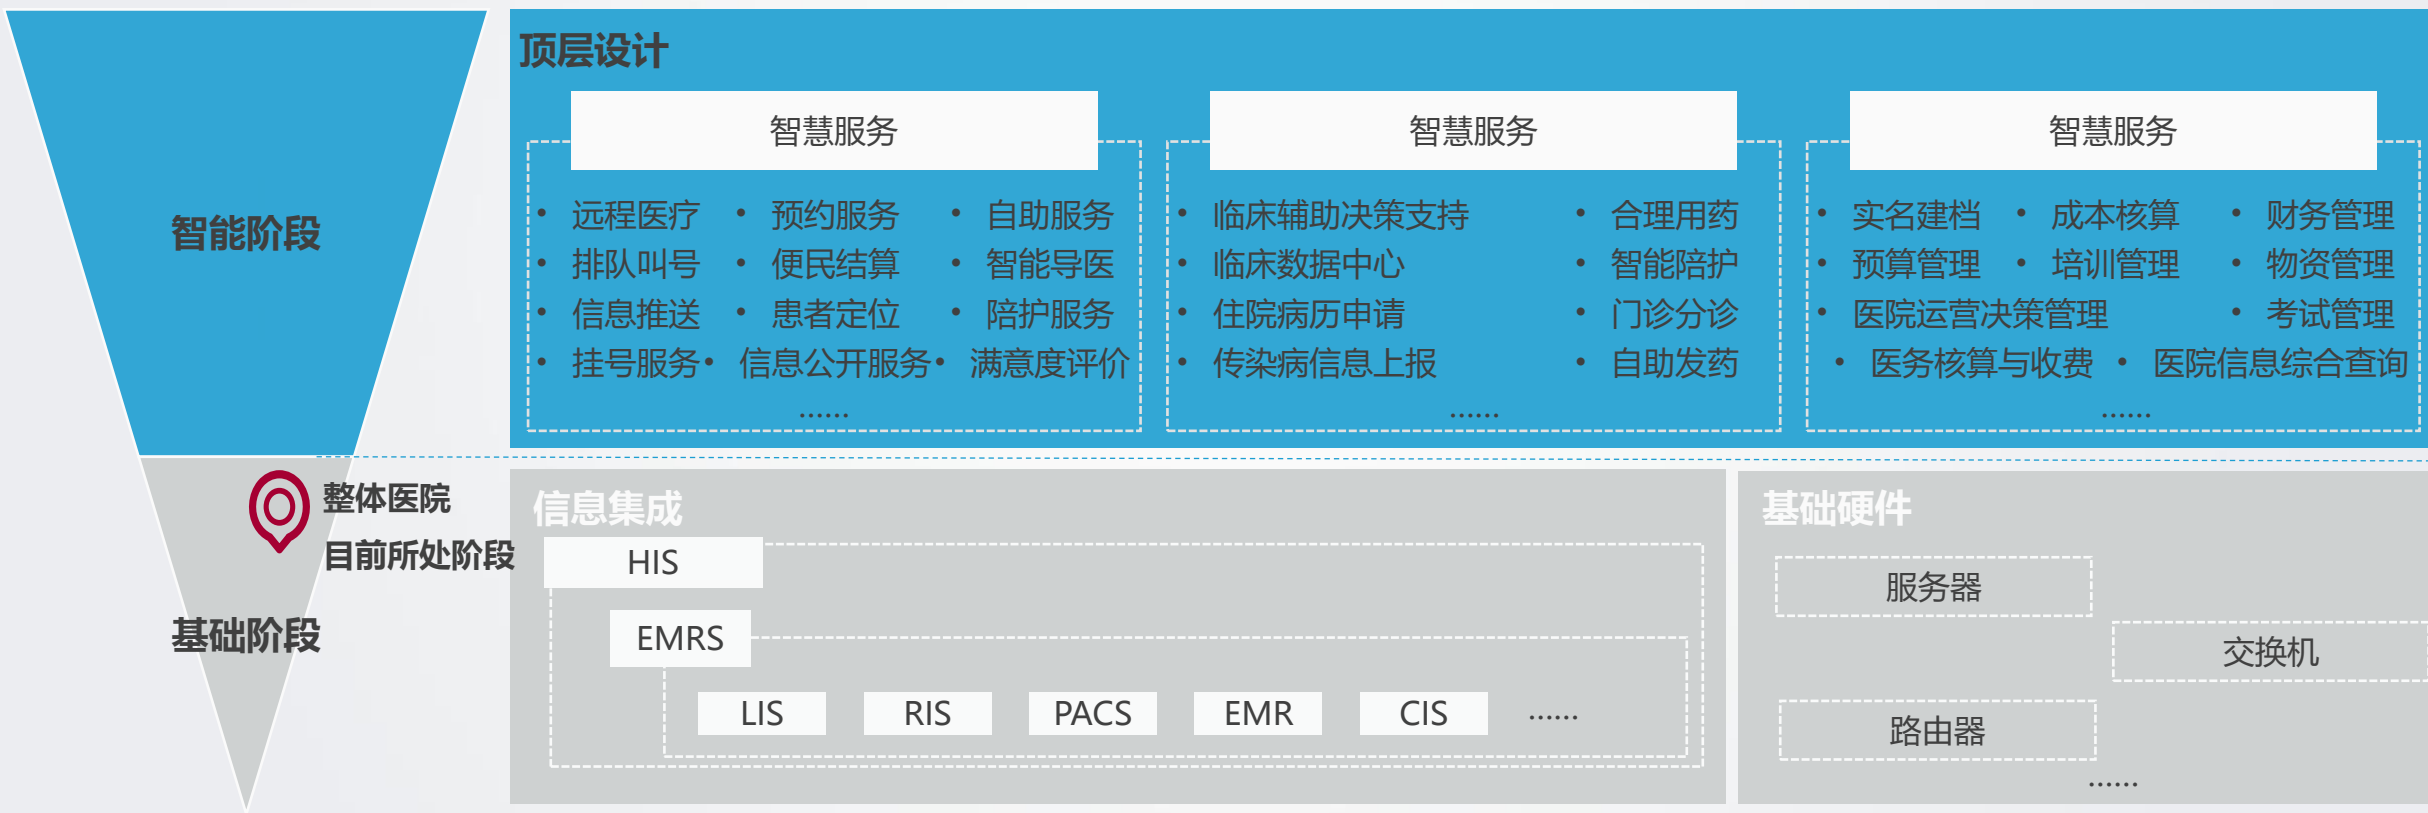 顶层设计
智慧服务
• 远程医疗 • 预约服务 • 自助服务
• 排队叫号 • 便民结算 • 智能导医
• 信息推送 • 患者定位 • 陪护服务
• 挂号服务 • 信息公开服务 • 满意度评价
......
智慧服务
• 临床辅助决策支持 • 合理用药
• 临床数据中心 • 智能陪护
• 住院病历申请 • 门诊分诊
• 传染病信息上报 • 自助发药
......
智慧服务
• 实名建档 • 成本核算 • 财务管理
• 预算管理 • 培训管理 • 物资管理
• 医院运营决策管理 • 考试管理
• 医务核算与收费 • 医院信息综合查询
......
智能阶段
整体医院
目前所处阶段
基础阶段
信息集成
HIS
EMRS
LIS RIS PACS EMR CIS ......
基础硬件
服务器
交换机
路由器
......